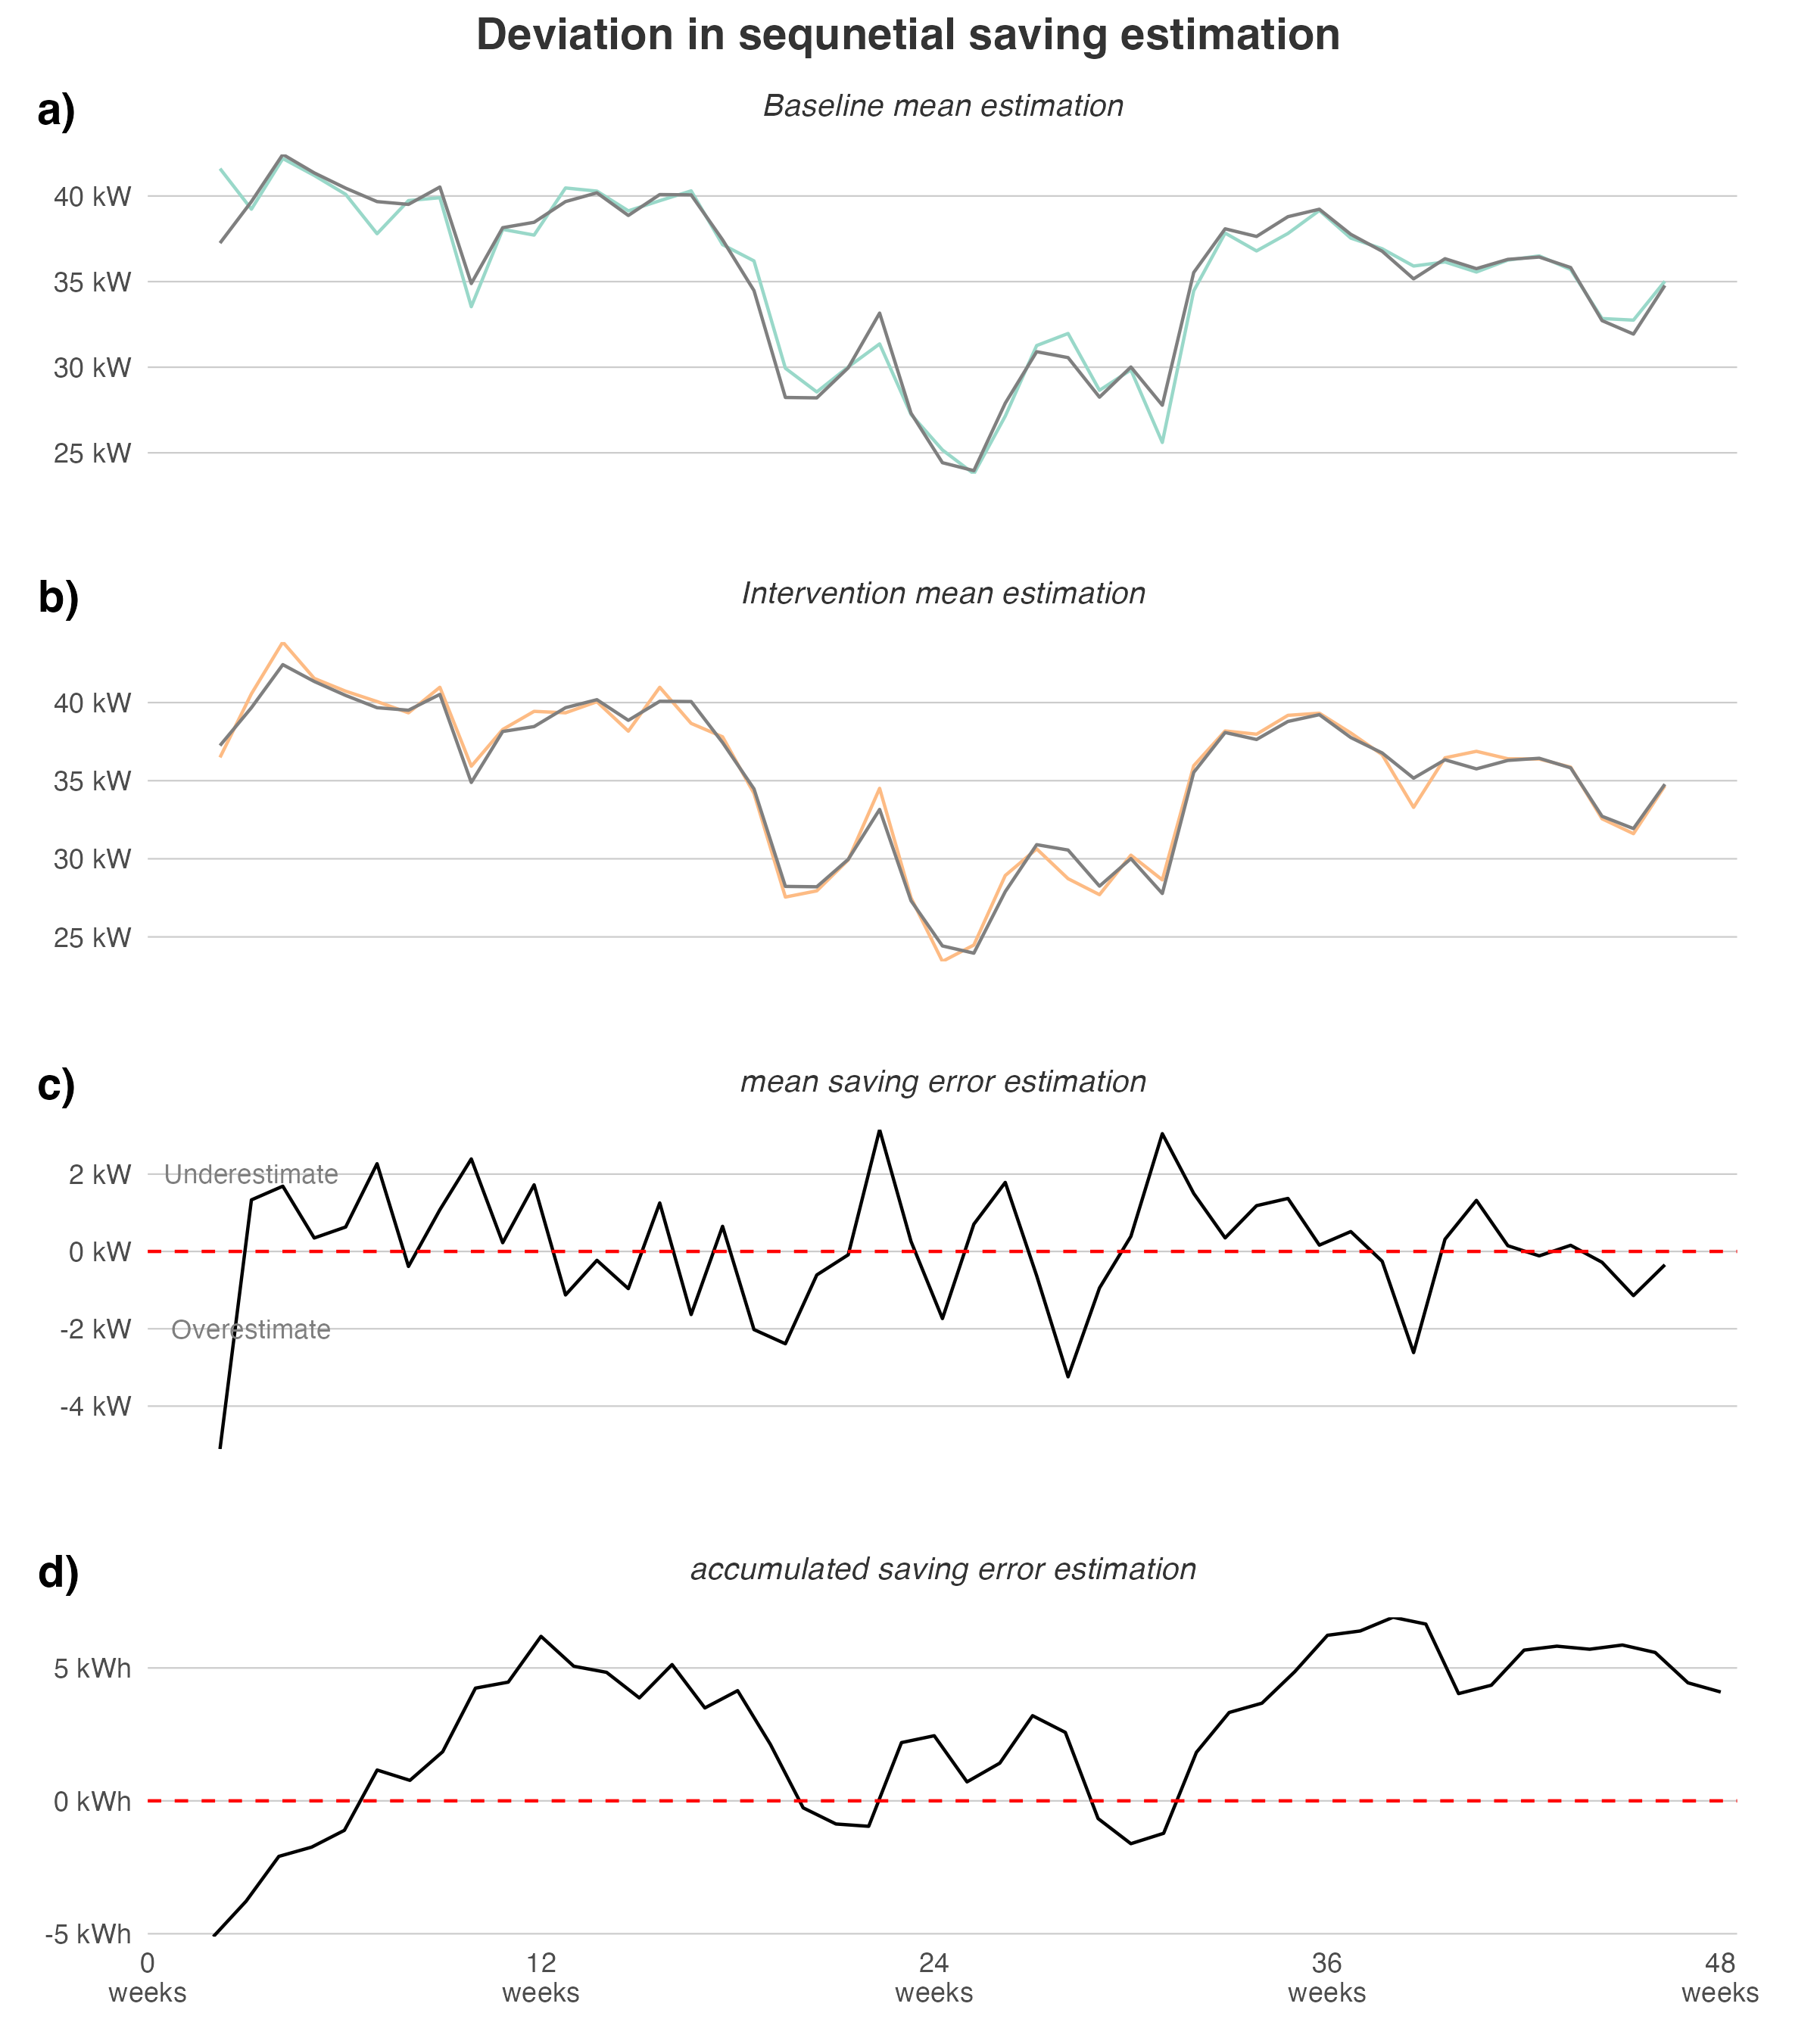 Deviation in sequnetial saving estimation
a)
Baseline mean estimation
40 kW
35 kW
30 kW
25 kW
b)
Intervention mean estimation
40 kW
35 kW
30 kW
25 kW
c)
mean saving error estimation
2 kW
Underestimate
0 kW
-2 kW
Overestimate
-4 kW
d)
accumulated saving error estimation
5 kWh
0 kWh
-5 kWh
0 12 24 36 48
weeks weeks weeks weeks weeks